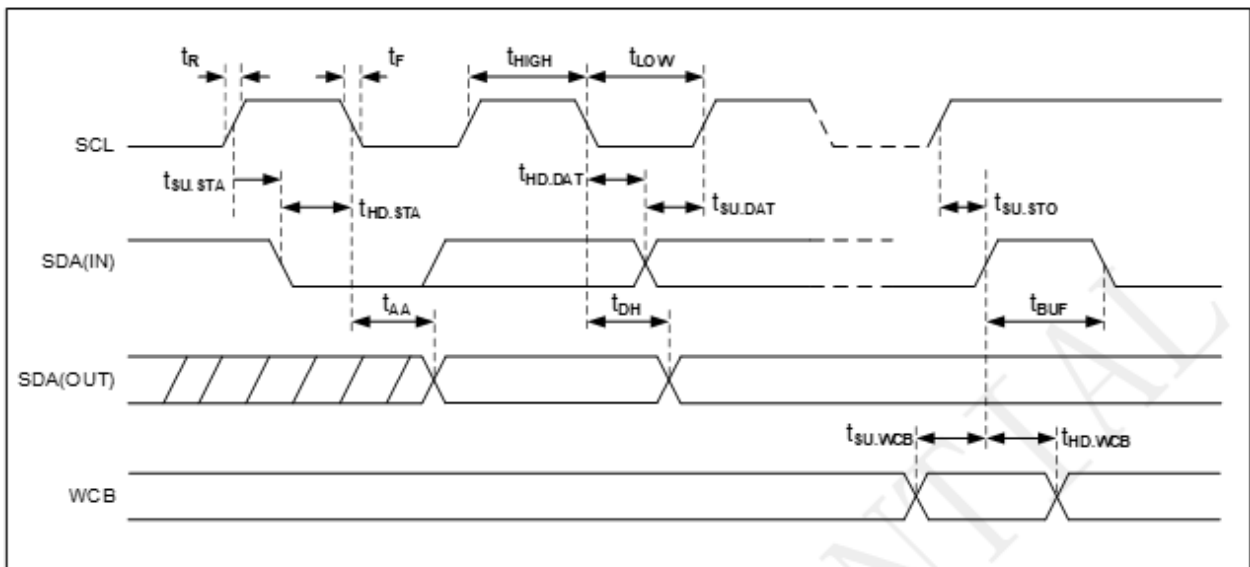 tR tF tHIGH tLOW
SCL
tSU.STA tHD.STA tHD.DAT tSU.DAT tSU.STO
SDA(IN)
tAA tDH tBUF
SDA(OUT)
tSU.WCB tHD.WCB
WCB
NTIAL